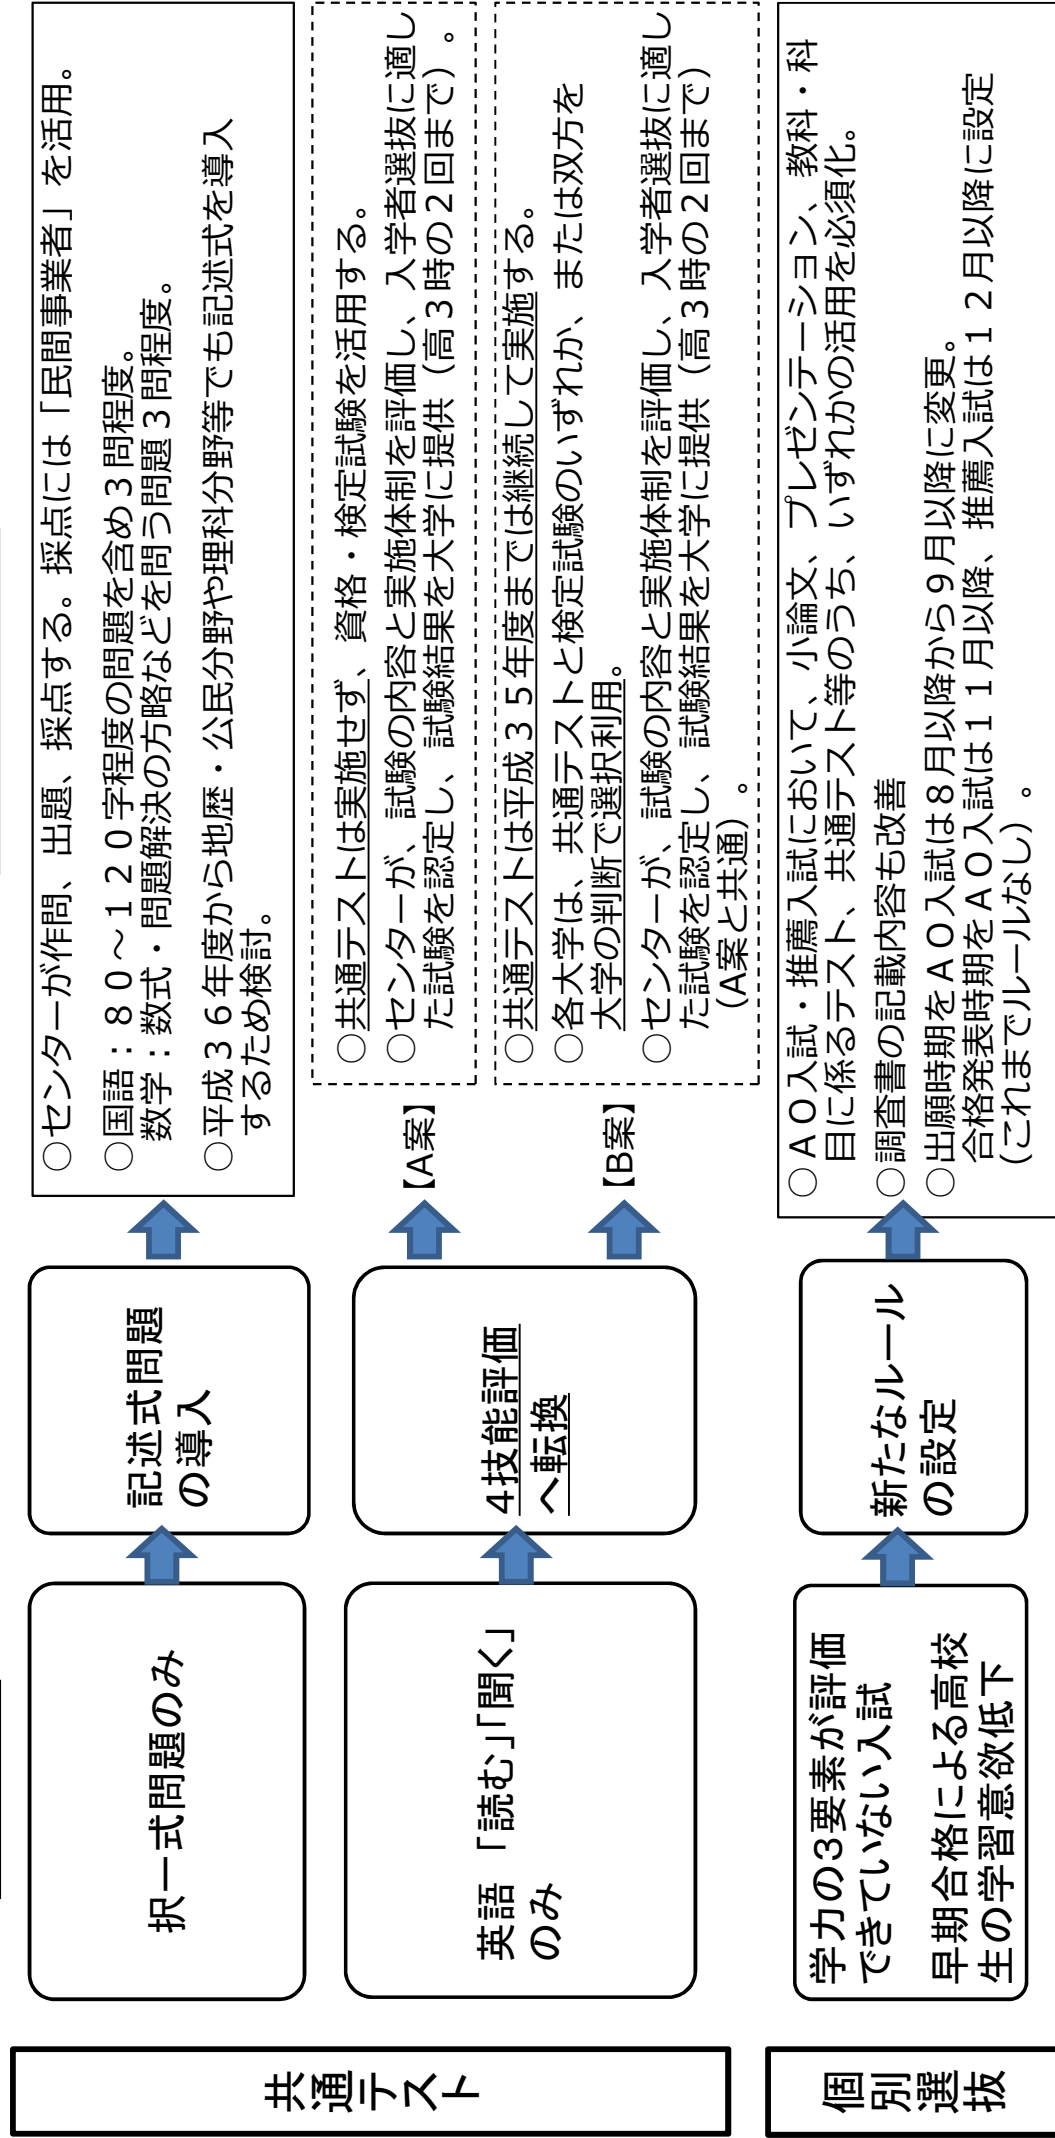 共通テスト
択一式問題のみ
記述式問題
の導入
○センターが作問、出題、採点する。採点には「民間事業者」を活用。
○国語：８０～１２０字程度の問題を含め３問程度。
数学：数式・問題解決の方略などを問う問題３問程度。
○平成３６年度から地歴・公民分野や理科分野等でも記述式を導入
するため検討。
英語　「読む」「聞く」
のみ
４技能評価
へ転換
【A案】
○共通テストは実施せず、資格・検定試験を活用する。
○センターが、試験の内容と実施体制を評価し、入学者選抜に適し
た試験を認定し、試験結果を大学に提供（高３時の２回まで）。
【B案】
○共通テストは平成３５年度までは継続して実施する。
○各大学は、共通テストと検定試験のいずれか、または双方を
大学の判断で選択利用。
○センターが、試験の内容と実施体制を評価し、入学者選抜に適し
た試験を認定し、試験結果を大学に提供（高３時の２回まで）
（A案と共通）。
個別選抜
学力の３要素が評価
できていない入試
早期合格による高校
生の学習意欲低下
新たなルール
の設定
○ＡＯ入試・推薦入試において、小論文、プレゼンテーション、教科・科
目に係るテスト、共通テスト等のうち、いずれかの活用を必須化。
○調査書の記載内容も改善
○出願時期をＡＯ入試は８月以降から９月以降に変更。
合格発表時期をＡＯ入試は１１月以降、推薦入試は１２月以降に設定
（これまでルールなし）。